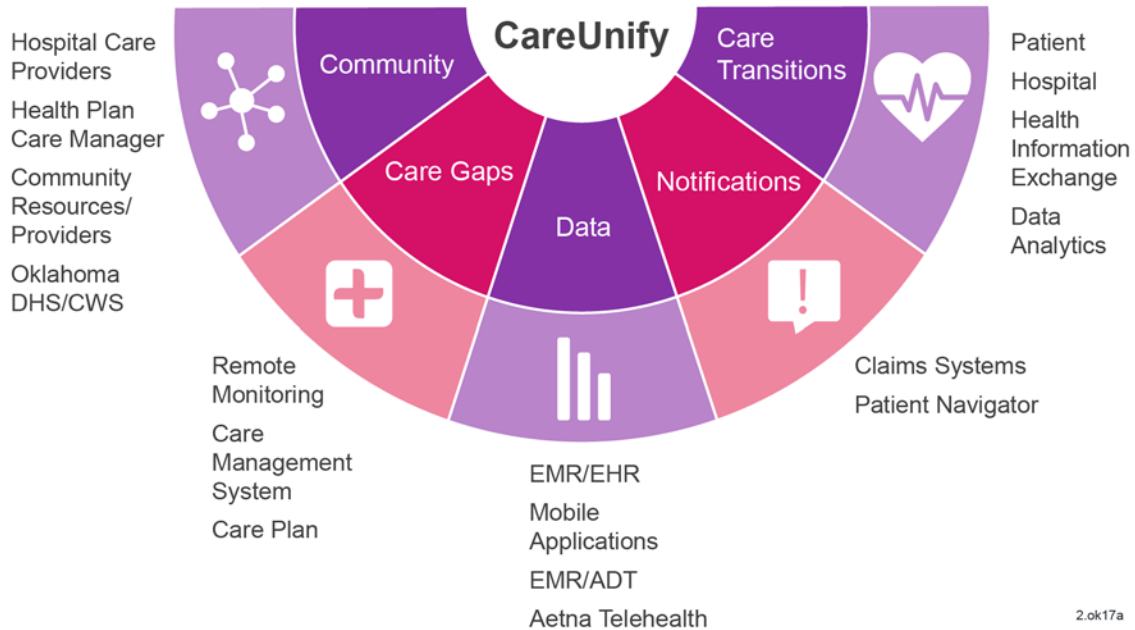 CareUnify
Community
Care Gaps
Data
Notifications
Care
Transitions
Hospital Care
Providers
Health Plan
Care Manager
Community
Resources/
Providers
Oklahoma
DHS/CWS
Remote
Monitoring
Care
Management
System
Care Plan
EMR/EHR
Mobile
Applications
EMR/ADT
Aetna Telehealth
!
Claims Systems
Patient Navigator
Patient
Hospital
Health
Information
Exchange
Data
Analytics
2.ok17a